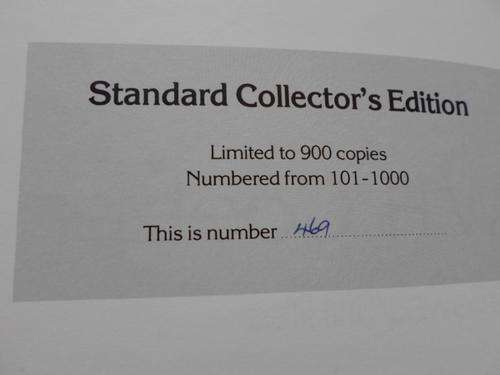 Standard Collector's Edition
Limited to 900 copies
Numbered from 101-1000
This is number 469